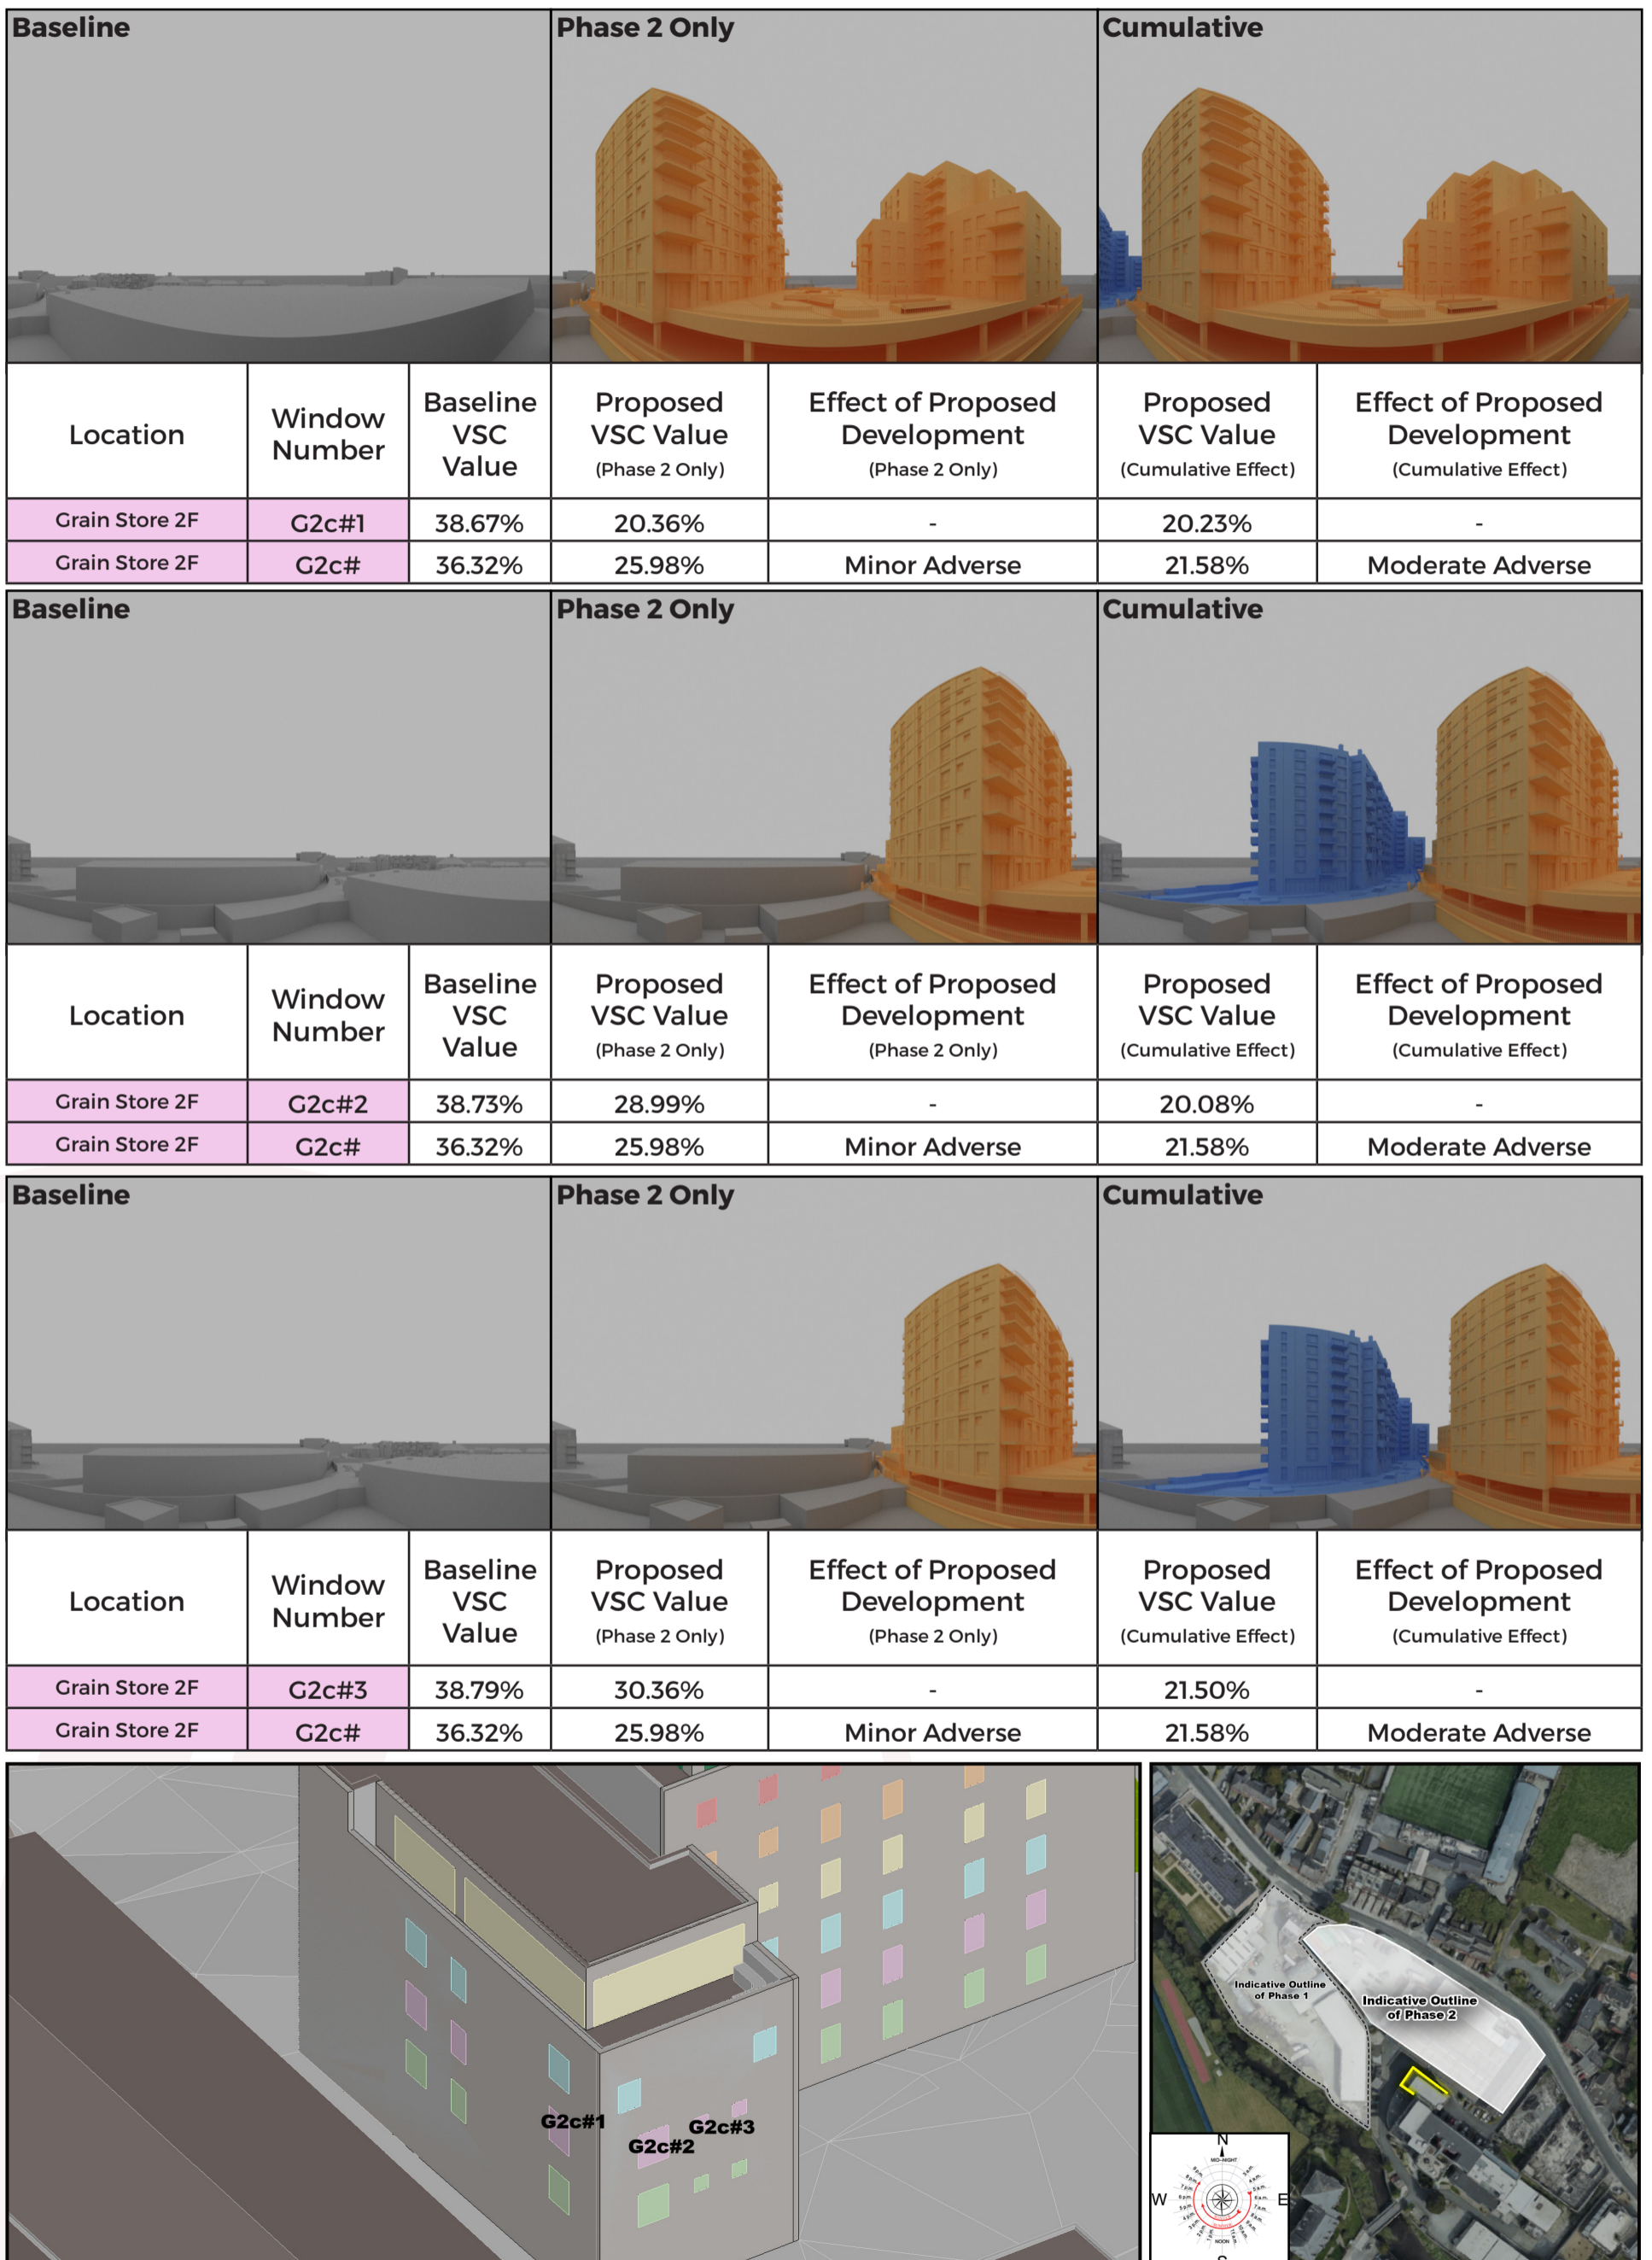 Baseline
Phase 2 Only
Cumulative
Location
Window
Number
Baseline
VSC
Value
Proposed
VSC Value
(Phase 2 Only)
Effect of Proposed
Development
(Phase 2 Only)
Proposed
VSC Value
(Cumulative Effect)
Effect of Proposed
Development
(Cumulative Effect)
Grain Store 2F G2c#1 38.67% 20.36% - 20.23% -
Grain Store 2F G2c# 36.32% 25.98% Minor Adverse 21.58% Moderate Adverse
Baseline
Phase 2 Only
Cumulative
Location
Window
Number
Baseline
VSC
Value
Proposed
VSC Value
(Phase 2 Only)
Effect of Proposed
Development
(Phase 2 Only)
Proposed
VSC Value
(Cumulative Effect)
Effect of Proposed
Development
(Cumulative Effect)
Grain Store 2F G2c#2 38.73% 28.99% - 20.08% -
Grain Store 2F G2c# 36.32% 25.98% Minor Adverse 21.58% Moderate Adverse
Baseline
Phase 2 Only
Cumulative
Location
Window
Number
Baseline
VSC
Value
Proposed
VSC Value
(Phase 2 Only)
Effect of Proposed
Development
(Phase 2 Only)
Proposed
VSC Value
(Cumulative Effect)
Effect of Proposed
Development
(Cumulative Effect)
Grain Store 2F G2c#3 38.79% 30.36% - 21.50% -
Grain Store 2F G2c# 36.32% 25.98% Minor Adverse 21.58% Moderate Adverse
G2c#1
G2c#2
G2c#3
Indicative Outline
of Phase 1
Indicative Outline
of Phase 2
N
MID-NIGHT
W
E
NOON
S